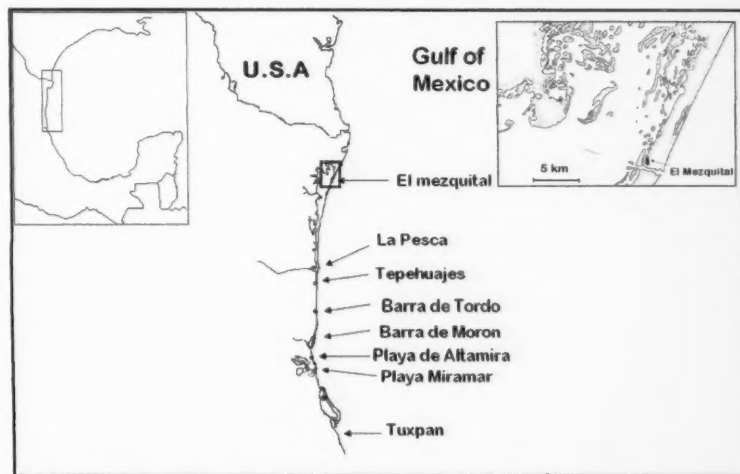 U.S.A
Gulf of
Mexico
5 km
El Mezquital
El mezquital
La Pesca
Tepehuajes
Barra de Tordo
Barra de Moron
Playa de Altamira
Playa Miramar
Tuxpan